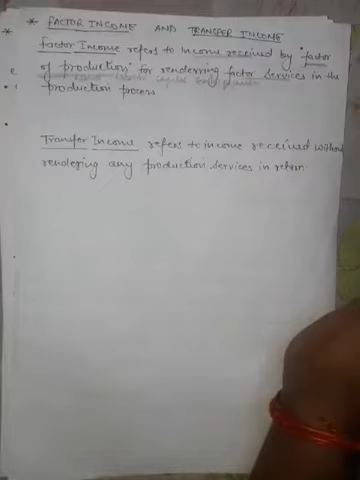 * FACTOR INCOME AND TRANSFER INCOME
factor Income refers to income received by "factor
of production" for renderring factor services in the
production process
Transfer Income refers to income received without
rendering any production services in return